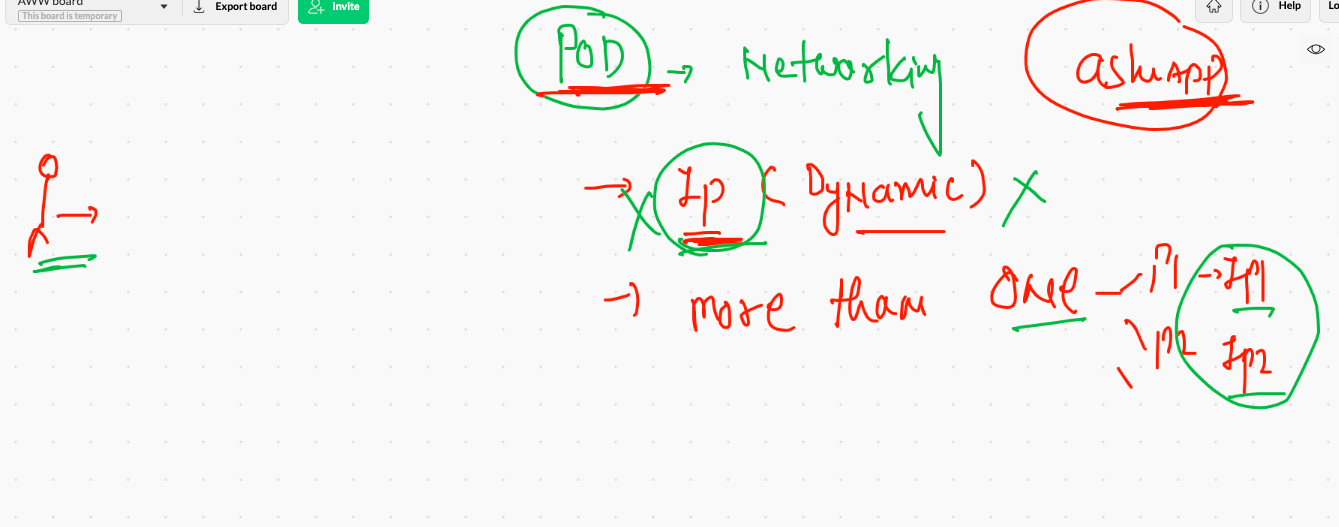 AWW board
This board is temporary
Export board
Invite
Help
Lo
POD → Networking
ashuAPP
→ Ip (Dynamic) X
→ more than one
P1 → Ip1
P2 Ip2